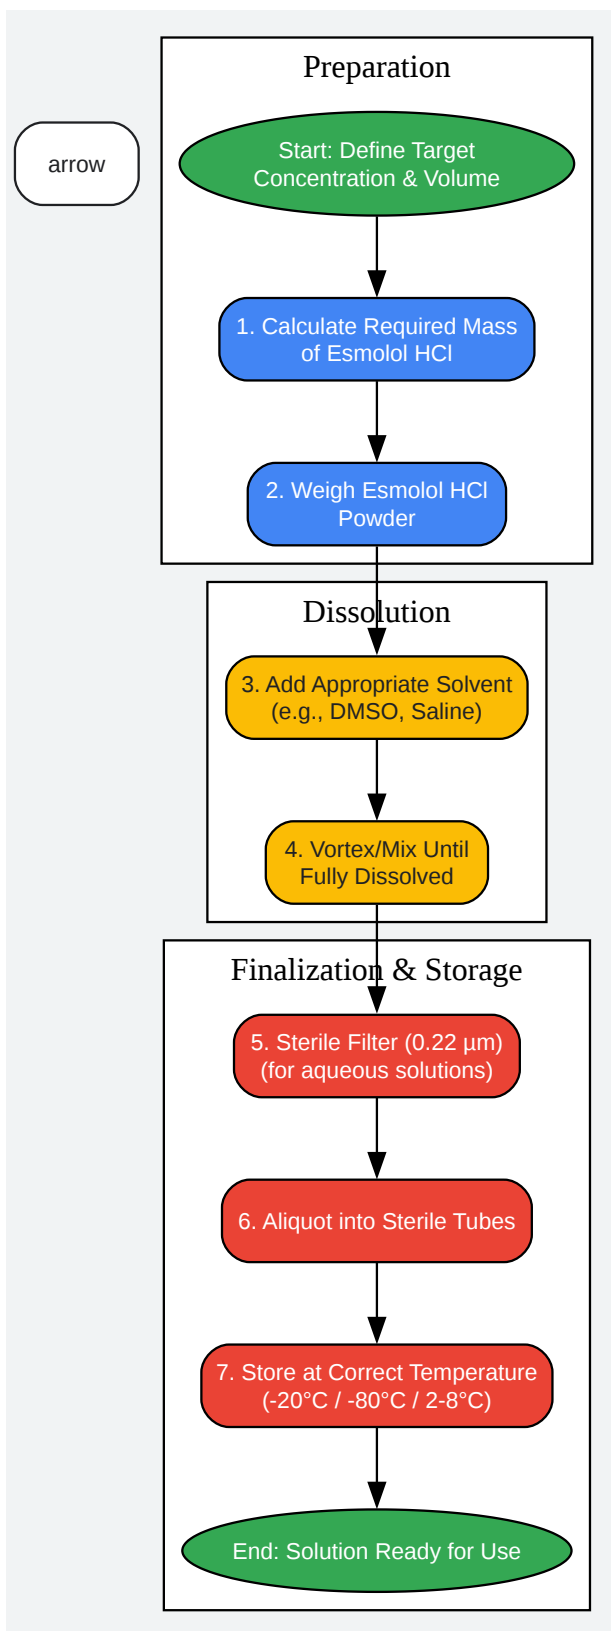 Preparation
arrow
Start: Define Target
Concentration & Volume
1. Calculate Required Mass
of Esmolol HCl
2. Weigh Esmolol HCl
Powder
Dissolution
3. Add Appropriate Solvent
(e.g., DMSO, Saline)
4. Vortex/Mix Until
Fully Dissolved
Finalization & Storage
5. Sterile Filter (0.22 µm)
(for aqueous solutions)
6. Aliquot into Sterile Tubes
7. Store at Correct Temperature
(-20°C / -80°C / 2-8°C)
End: Solution Ready for Use